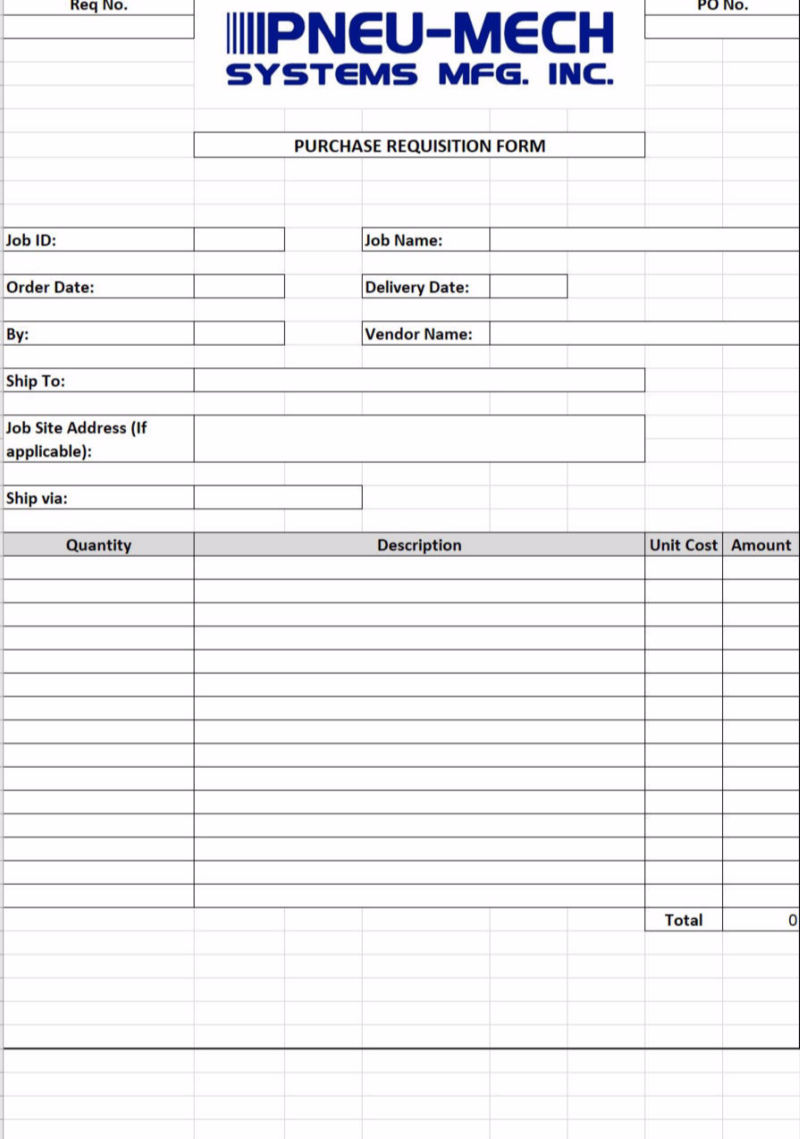 Req No.
PO No.
PNEU-MECH
SYSTEMS MFG. INC.
PURCHASE REQUISITION FORM
Job ID:
Job Name:
Order Date:
Delivery Date:
By:
Vendor Name:
Ship To:
Job Site Address (If
applicable):
Ship via:
Quantity Description Unit Cost Amount
Total 0